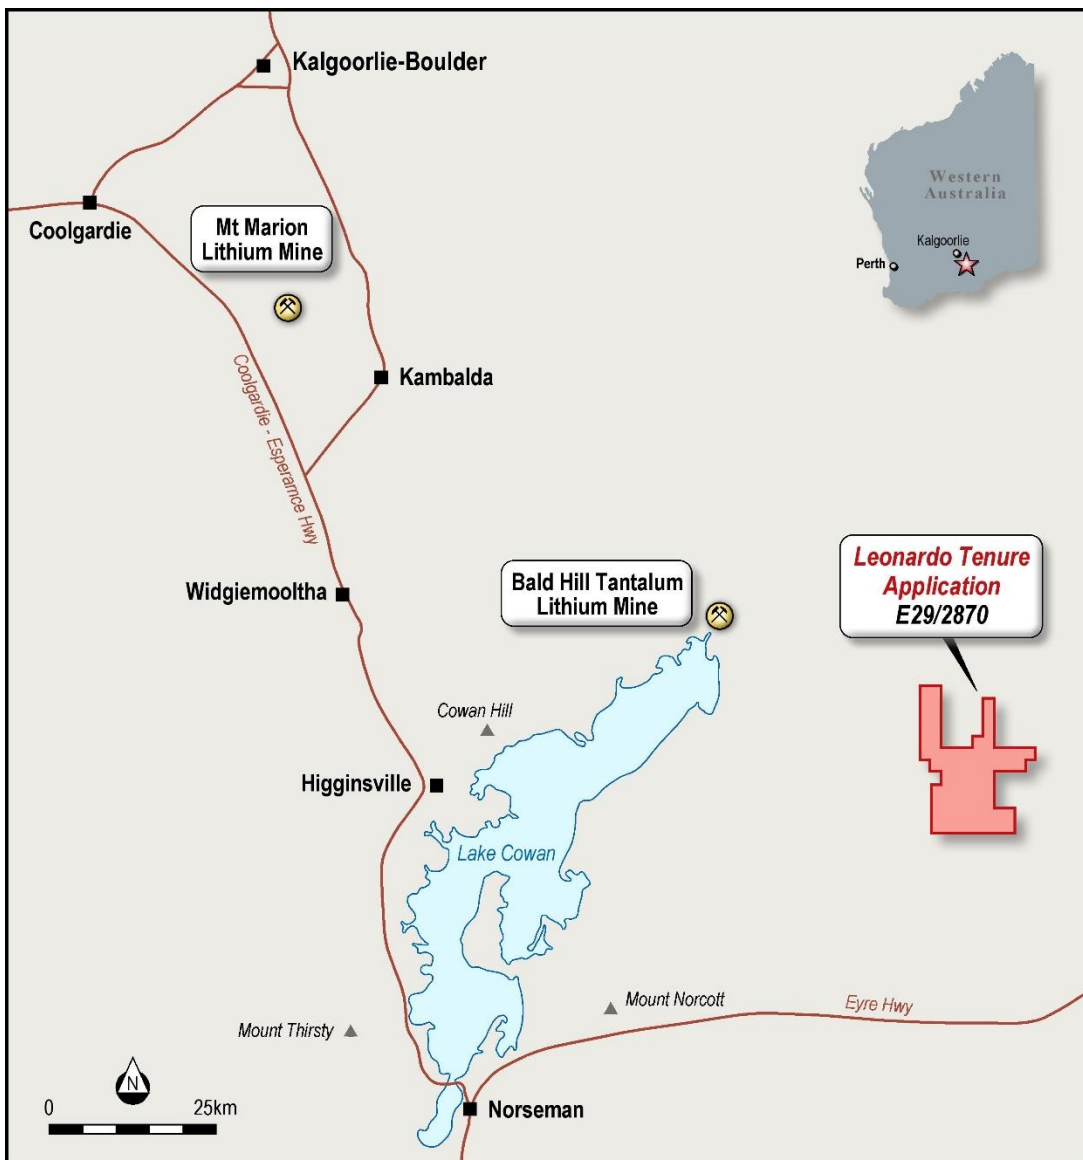 Kalgoorlie-Boulder
Coolgardie
Mt Marion
Lithium Mine
Western
Australia
Kalgoorlie
Perth
Kambalda
Coolgardie - Esperamce Hwy
Widgiemooltha
Bald Hill Tantalum
Lithium Mine
Leonardo Tenure
Application
E29/2870
Cowan Hill
Higginsville
Lake Cowan
Mount Norcott
Eyre Hwy
Mount Thirsty
N
0 25km
Norseman